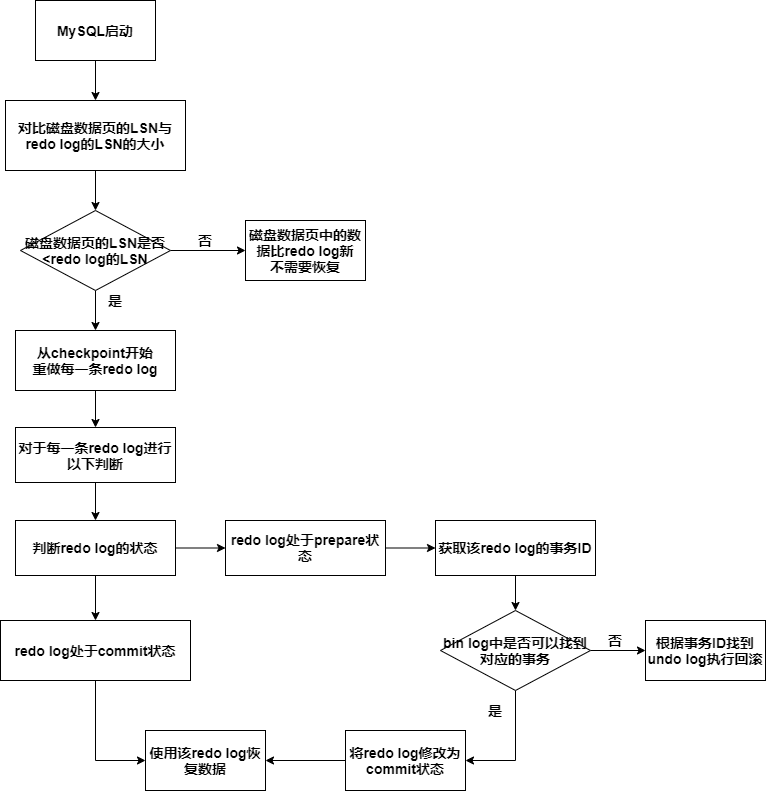 MySQL启动
对比磁盘数据页的LSN与
redo log的LSN的大小
磁盘数据页的LSN是否
<redo log的LSN
否
磁盘数据页中的数
据比redo log新
不需要恢复
是
从checkpoint开始
重做每一条redo log
对于每一条redo log进行
以下判断
判断redo log的状态
redo log处于prepare状
态
获取该redo log的事务ID
redo log处于commit状态
bin log中是否可以找到
对应的事务
否
根据事务ID找到
undo log执行回滚
是
使用该redo log恢
复数据
将redo log修改为
commit状态